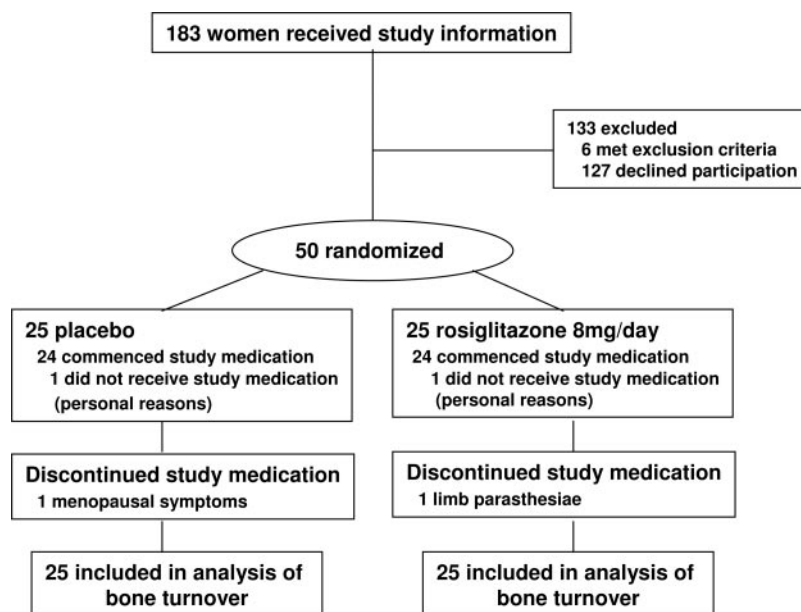 183 women received study information
133 excluded
6 met exclusion criteria
127 declined participation
50 randomized
25 placebo
24 commenced study medication
1 did not receive study medication
(personal reasons)
25 rosiglitazone 8mg/day
24 commenced study medication
1 did not receive study medication
(personal reasons)
Discontinued study medication
1 menopausal symptoms
Discontinued study medication
1 limb parasthesiae
25 included in analysis of
bone turnover
25 included in analysis of
bone turnover